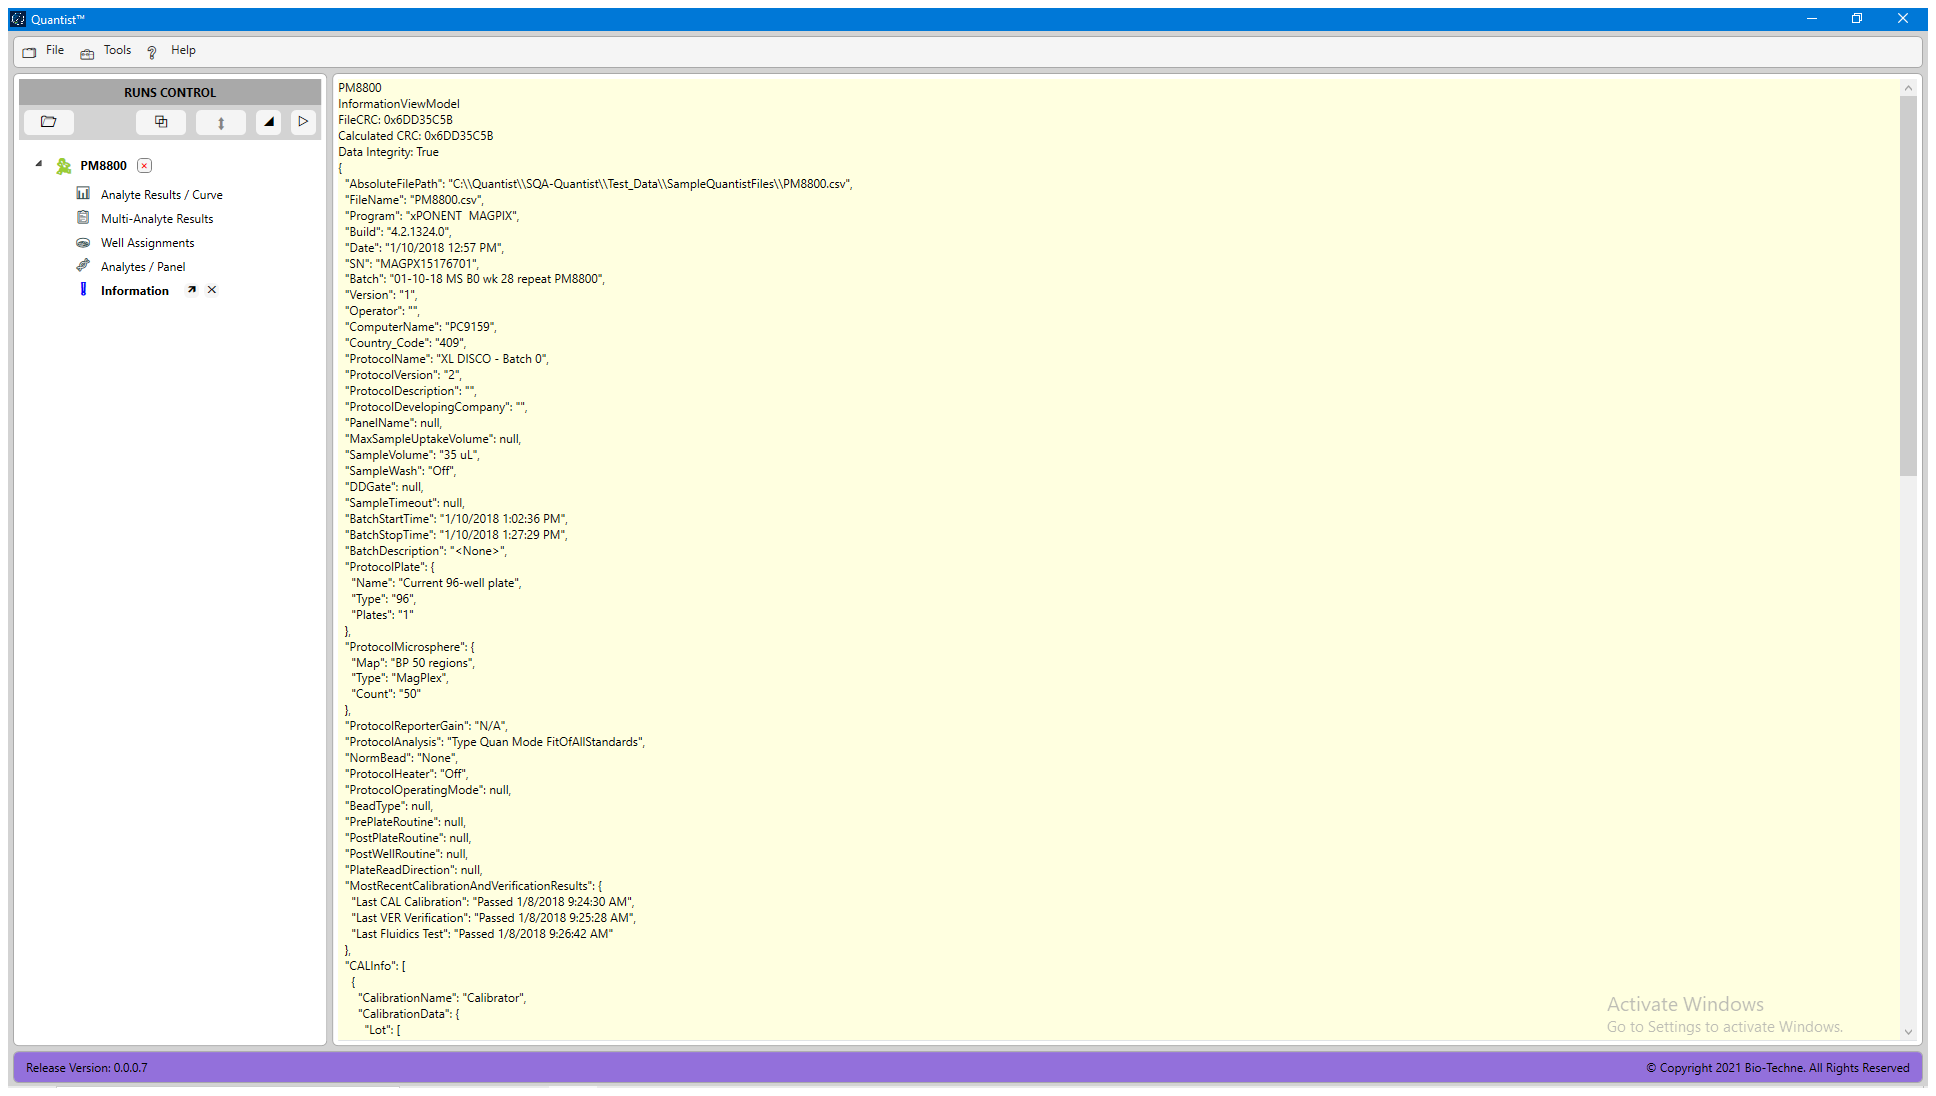 Quantist™
File Tools Help
RUNS CONTROL
PM8800
Analyte Results / Curve
Multi-Analyte Results
Well Assignments
Analytes / Panel
Information
PM8800
InformationViewModel
FileCRC: 0x6DD35C5B
Calculated CRC: 0x6DD35C5B
Data Integrity: True
{
"AbsoluteFilePath": "C:\\Quantist\\SQA-Quantist\\Test_Data\\SampleQuantistFiles\\PM8800.csv",
"FileName": "PM8800.csv",
"Program": "xPONENT  MAGPIX",
"Build": "4.2.1324.0",
"Date": "1/10/2018 12:57 PM",
"SN": "MAGPX15176701",
"Batch": "01-10-18 MS B0 wk 28 repeat PM8800",
"Version": "1",
"Operator": "",
"ComputerName": "PC9159",
"Country_Code": "409",
"ProtocolName": "XL DISCO - Batch 0",
"ProtocolVersion": "2",
"ProtocolDescription": "",
"ProtocolDevelopingCompany": "",
"PanelName": null,
"MaxSampleUptakeVolume": null,
"SampleVolume": "35 uL",
"SampleWash": "Off",
"DDGate": null,
"SampleTimeout": null,
"BatchStartTime": "1/10/2018 1:02:36 PM",
"BatchStopTime": "1/10/2018 1:27:29 PM",
"BatchDescription": "<None>",
"ProtocolPlate": {
"Name": "Current 96-well plate",
"Type": "96",
"Plates": "1"
},
"ProtocolMicrosphere": {
"Map": "BP 50 regions",
"Type": "MagPlex",
"Count": "50"
},
"ProtocolReporterGain": "N/A",
"ProtocolAnalysis": "Type Quan Mode FitOfAllStandards",
"NormBead": "None",
"ProtocolHeater": "Off",
"ProtocolOperatingMode": null,
"BeadType": null,
"PrePlateRoutine": null,
"PostPlateRoutine": null,
"PostWellRoutine": null,
"PlateReadDirection": null,
"MostRecentCalibrationAndVerificationResults": {
"Last CAL Calibration": "Passed 1/8/2018 9:24:30 AM",
"Last VER Verification": "Passed 1/8/2018 9:25:28 AM",
"Last Fluidics Test": "Passed 1/8/2018 9:26:42 AM"
},
"CALInfo": [
{
"CalibrationName": "Calibrator",
"CalibrationData": {
"Lot": [
Activate Windows
Go to Settings to activate Windows.
Release Version: 0.0.0.7
© Copyright 2021 Bio-Techne. All Rights Reserved